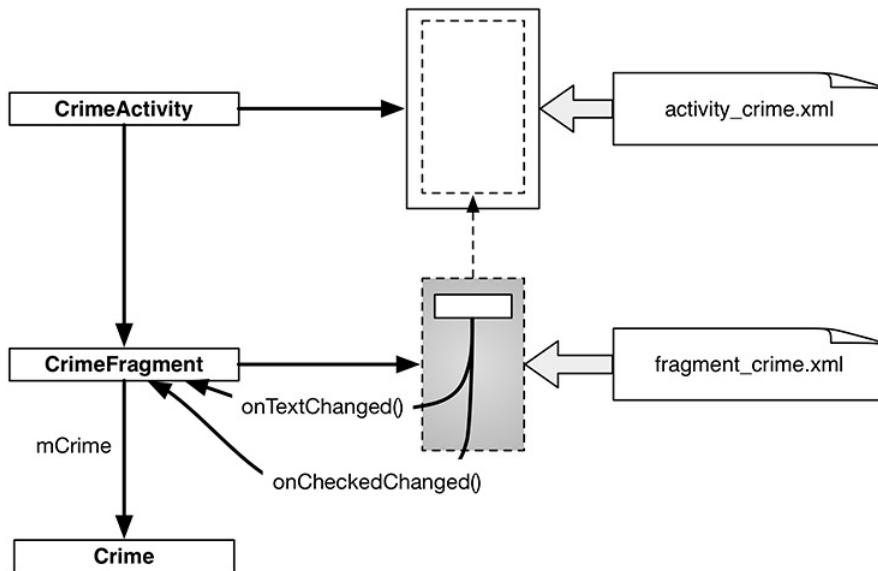 CrimeActivity
activity_crime.xml
CrimeFragment
fragment_crime.xml
onTextChanged()
mCrime
onCheckedChanged()
Crime